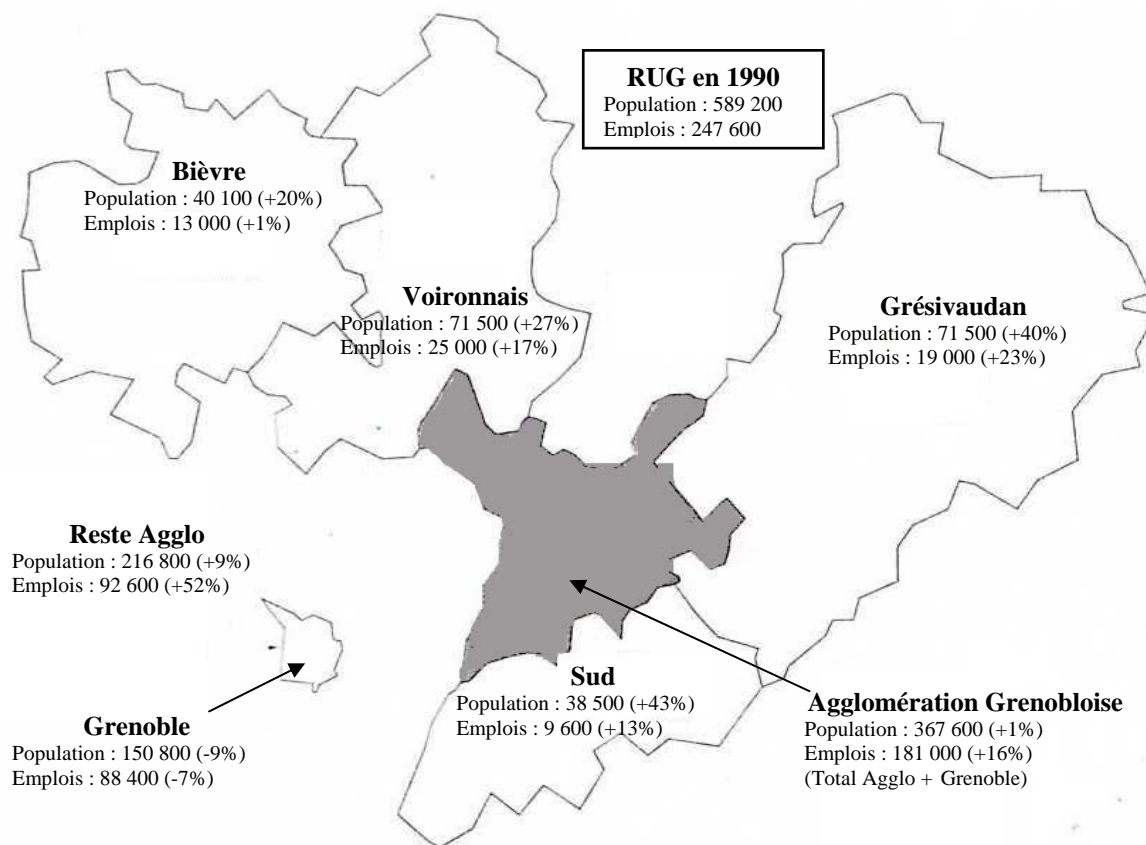 RUG en 1990
Population : 589 200
Emplois : 247 600
Bièvre
Population : 40 100 (+20%)
Emplois : 13 000 (+1%)
Voironnais
Population : 71 500 (+27%)
Emplois : 25 000 (+17%)
Grésivaudan
Population : 71 500 (+40%)
Emplois : 19 000 (+23%)
Reste Agglo
Population : 216 800 (+9%)
Emplois : 92 600 (+52%)
Sud
Population : 38 500 (+43%)
Emplois : 9 600 (+13%)
Agglomération Grenobloise
Population : 367 600 (+1%)
Emplois : 181 000 (+16%)
(Total Agglo + Grenoble)
Grenoble
Population : 150 800 (-9%)
Emplois : 88 400 (-7%)